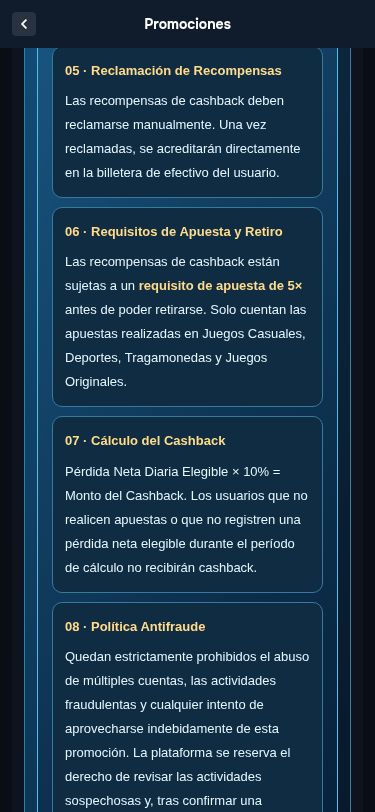 Promociones
05 · Reclamación de Recompensas
Las recompensas de cashback deben
reclamarse manualmente. Una vez
reclamadas, se acreditarán directamente
en la billetera de efectivo del usuario.
06 · Requisitos de Apuesta y Retiro
Las recompensas de cashback están
sujetas a un requisito de apuesta de 5×
antes de poder retirarse. Solo cuentan las
apuestas realizadas en Juegos Casuales,
Deportes, Tragamonedas y Juegos
Originales.
07 · Cálculo del Cashback
Pérdida Neta Diaria Elegible × 10% =
Monto del Cashback. Los usuarios que no
realicen apuestas o que no registren una
pérdida neta elegible durante el período
de cálculo no recibirán cashback.
08 · Política Antifraude
Quedan estrictamente prohibidos el abuso
de múltiples cuentas, las actividades
fraudulentas y cualquier intento de
aprovecharse indebidamente de esta
promoción. La plataforma se reserva el
derecho de revisar las actividades
sospechosas y, tras confirmar una